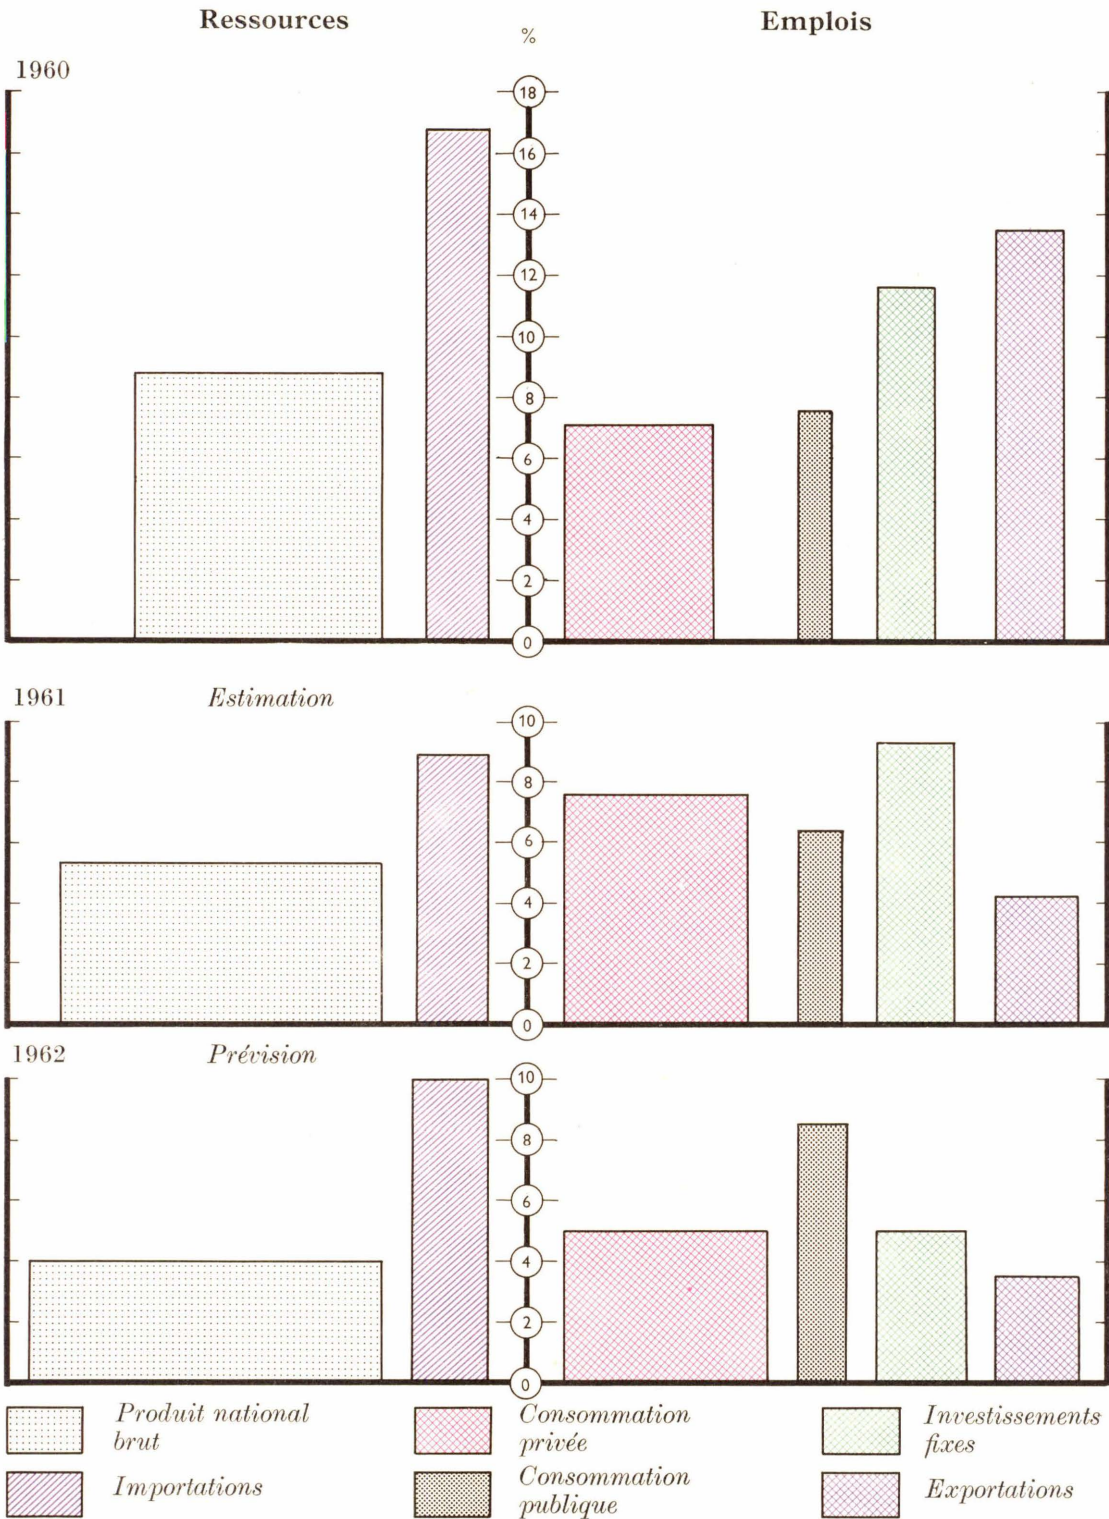 Ressources
%
Emplois
1960
18
16
14
12
10
8
6
4
2
0
1961
Estimation
10
8
6
4
2
0
1962
Prévision
10
8
6
4
2
0
Produit national
brut
Consommation
privée
Investissements
fixes
Importations
Consommation
publique
Exportations